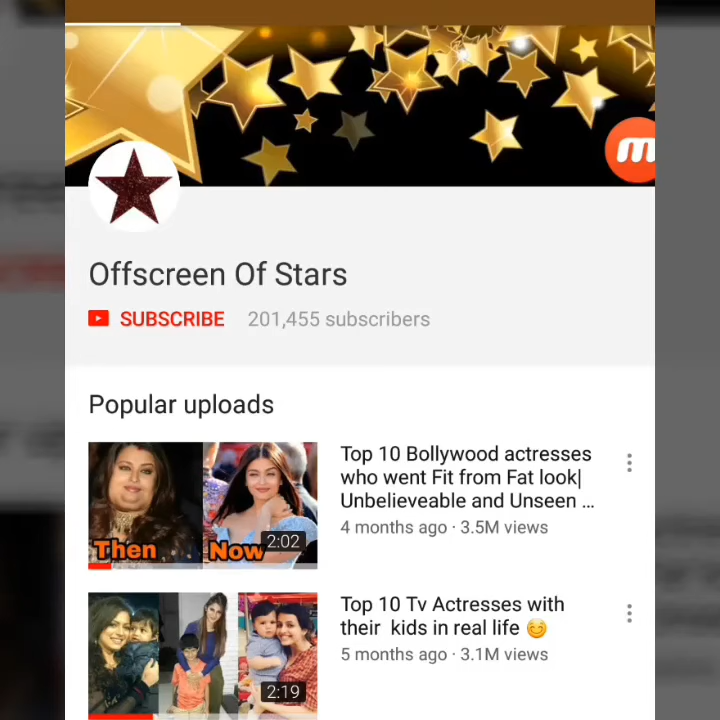 m
Offscreen Of Stars
SUBSCRIBE 201,455 subscribers
Popular uploads
Then
Now
2:02
Top 10 Bollywood actresses
who went Fit from Fat look|
Unbelieveable and Unseen ...
4 months ago · 3.5M views
2:19
Top 10 Tv Actresses with
their kids in real life 😊
5 months ago · 3.1M views